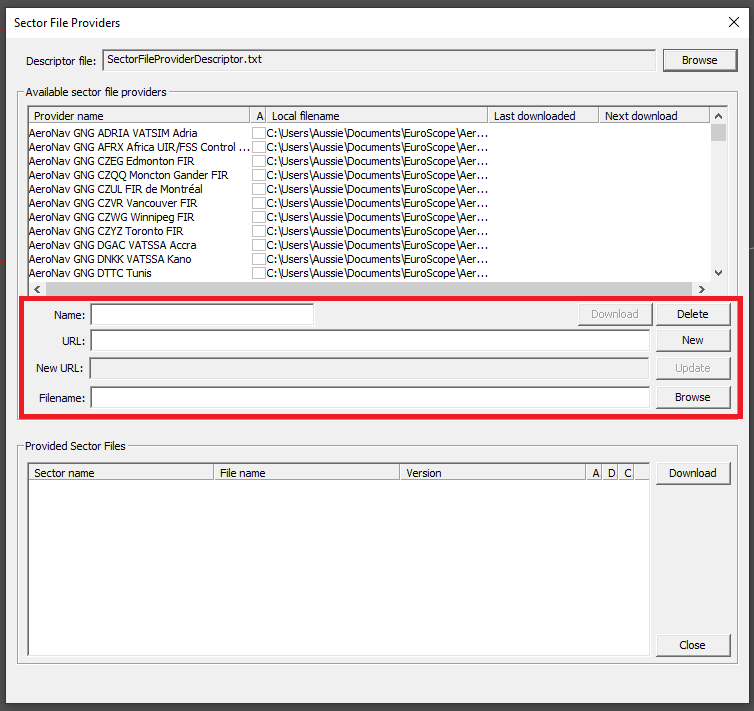 Sector File Providers
Descriptor file: SectorFileProviderDescriptor.txt Browse
Available sector file providers
Provider name A Local filename Last downloaded Next download
AeroNav GNG ADRIA VATSIM Adria C:\Users\Aussie\Documents\EuroScope\Aer...
AeroNav GNG AFRX Africa UIR/FSS Control ... C:\Users\Aussie\Documents\EuroScope\Aer...
AeroNav GNG CZEG Edmonton FIR C:\Users\Aussie\Documents\EuroScope\Aer...
AeroNav GNG CZQQ Moncton Gander FIR C:\Users\Aussie\Documents\EuroScope\Aer...
AeroNav GNG CZUL FIR de Montréal C:\Users\Aussie\Documents\EuroScope\Aer...
AeroNav GNG CZVR Vancouver FIR C:\Users\Aussie\Documents\EuroScope\Aer...
AeroNav GNG CZWG Winnipeg FIR C:\Users\Aussie\Documents\EuroScope\Aer...
AeroNav GNG CZYZ Toronto FIR C:\Users\Aussie\Documents\EuroScope\Aer...
AeroNav GNG DGAC VATSSA Accra C:\Users\Aussie\Documents\EuroScope\Aer...
AeroNav GNG DNKK VATSSA Kano C:\Users\Aussie\Documents\EuroScope\Aer...
AeroNav GNG DTTC Tunis C:\Users\Aussie\Documents\EuroScope\Aer...
Name: Download Delete
URL: New
New URL: Update
Filename: Browse
Provided Sector Files
Sector name File name Version A D C Download
Close